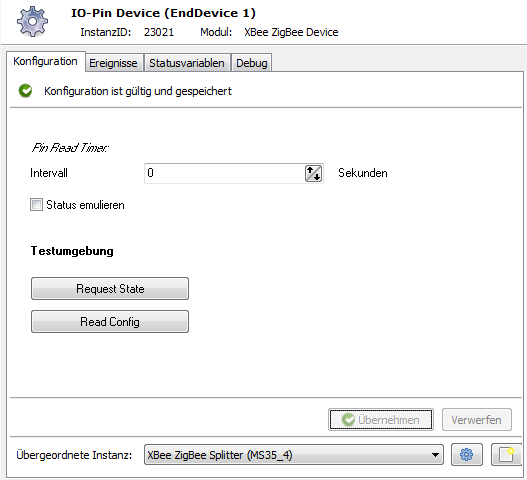 IO-Pin Device (EndDevice 1)
InstanzID: 23021 Modul: XBee ZigBee Device
Konfiguration Ereignisse Statusvariablen Debug
Konfiguration ist gültig und gespeichert
Pin Read Timer:
Intervall 0 Sekunden
Status emulieren
Testumgebung
Request State
Read Config
Übernehmen Verwerfen
Übergeordnete Instanz: XBee ZigBee Splitter (MS35_4)